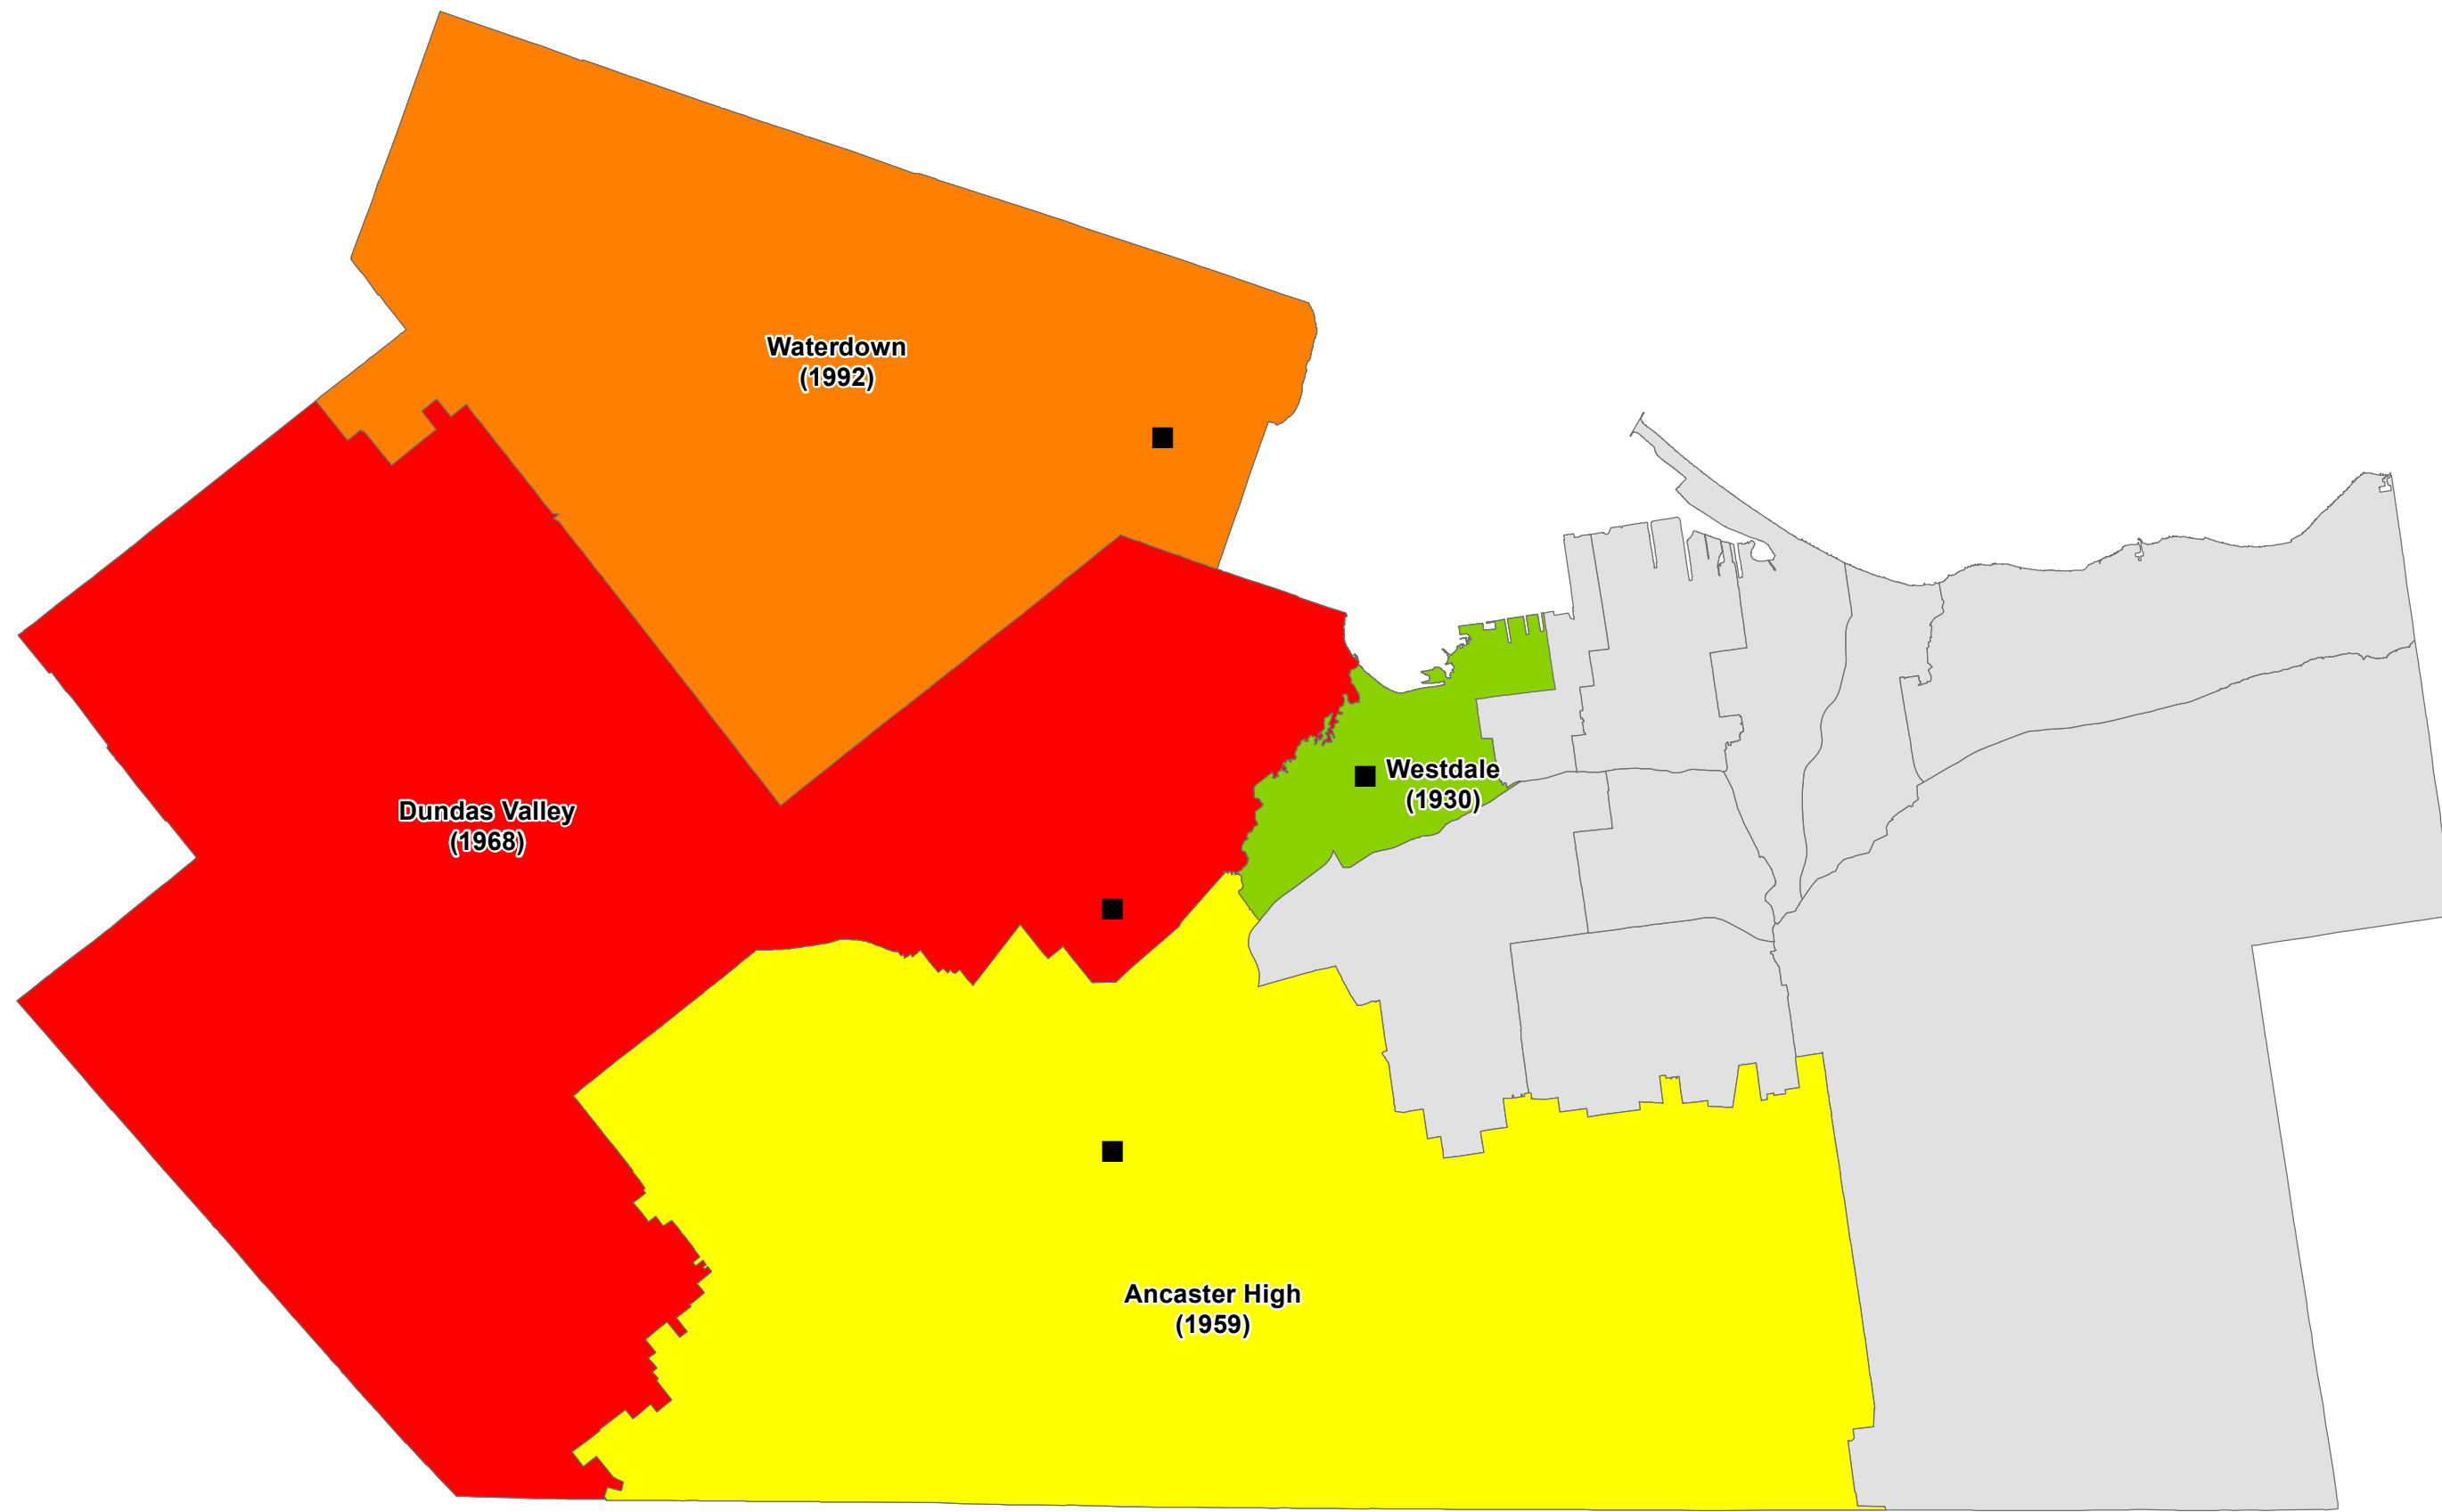 Waterdown
(1992)
Westdale
(1930)
Dundas Valley
(1968)
Ancaster High
(1959)